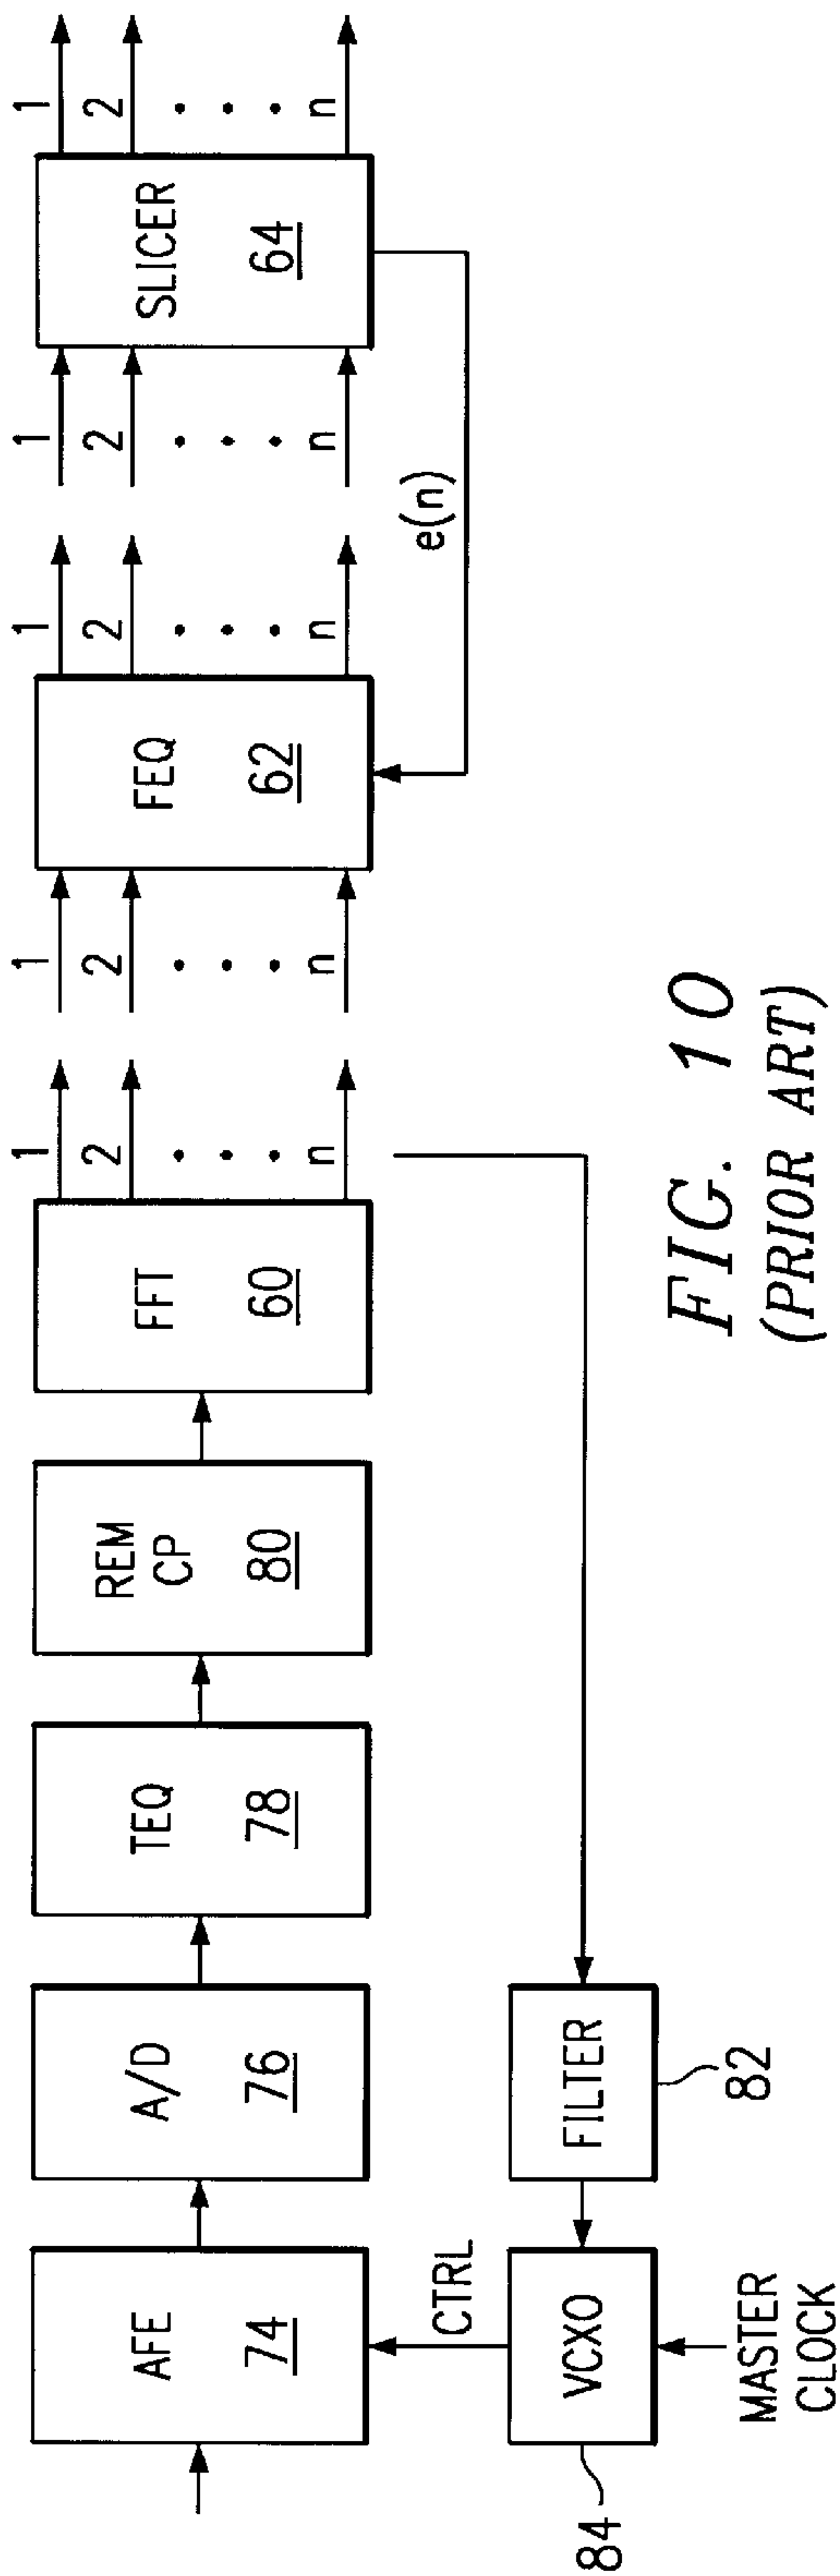 AFE
74
A/D
76
TEQ
78
REM
CP
80
FFT
60
1
2
n
1
2
n
FEQ
62
1
2
n
1
2
n
SLICER
64
1
2
n
e(n)
CTRL
VCXO
84
FILTER
82
MASTER
CLOCK
FIG. 10
(PRIOR ART)